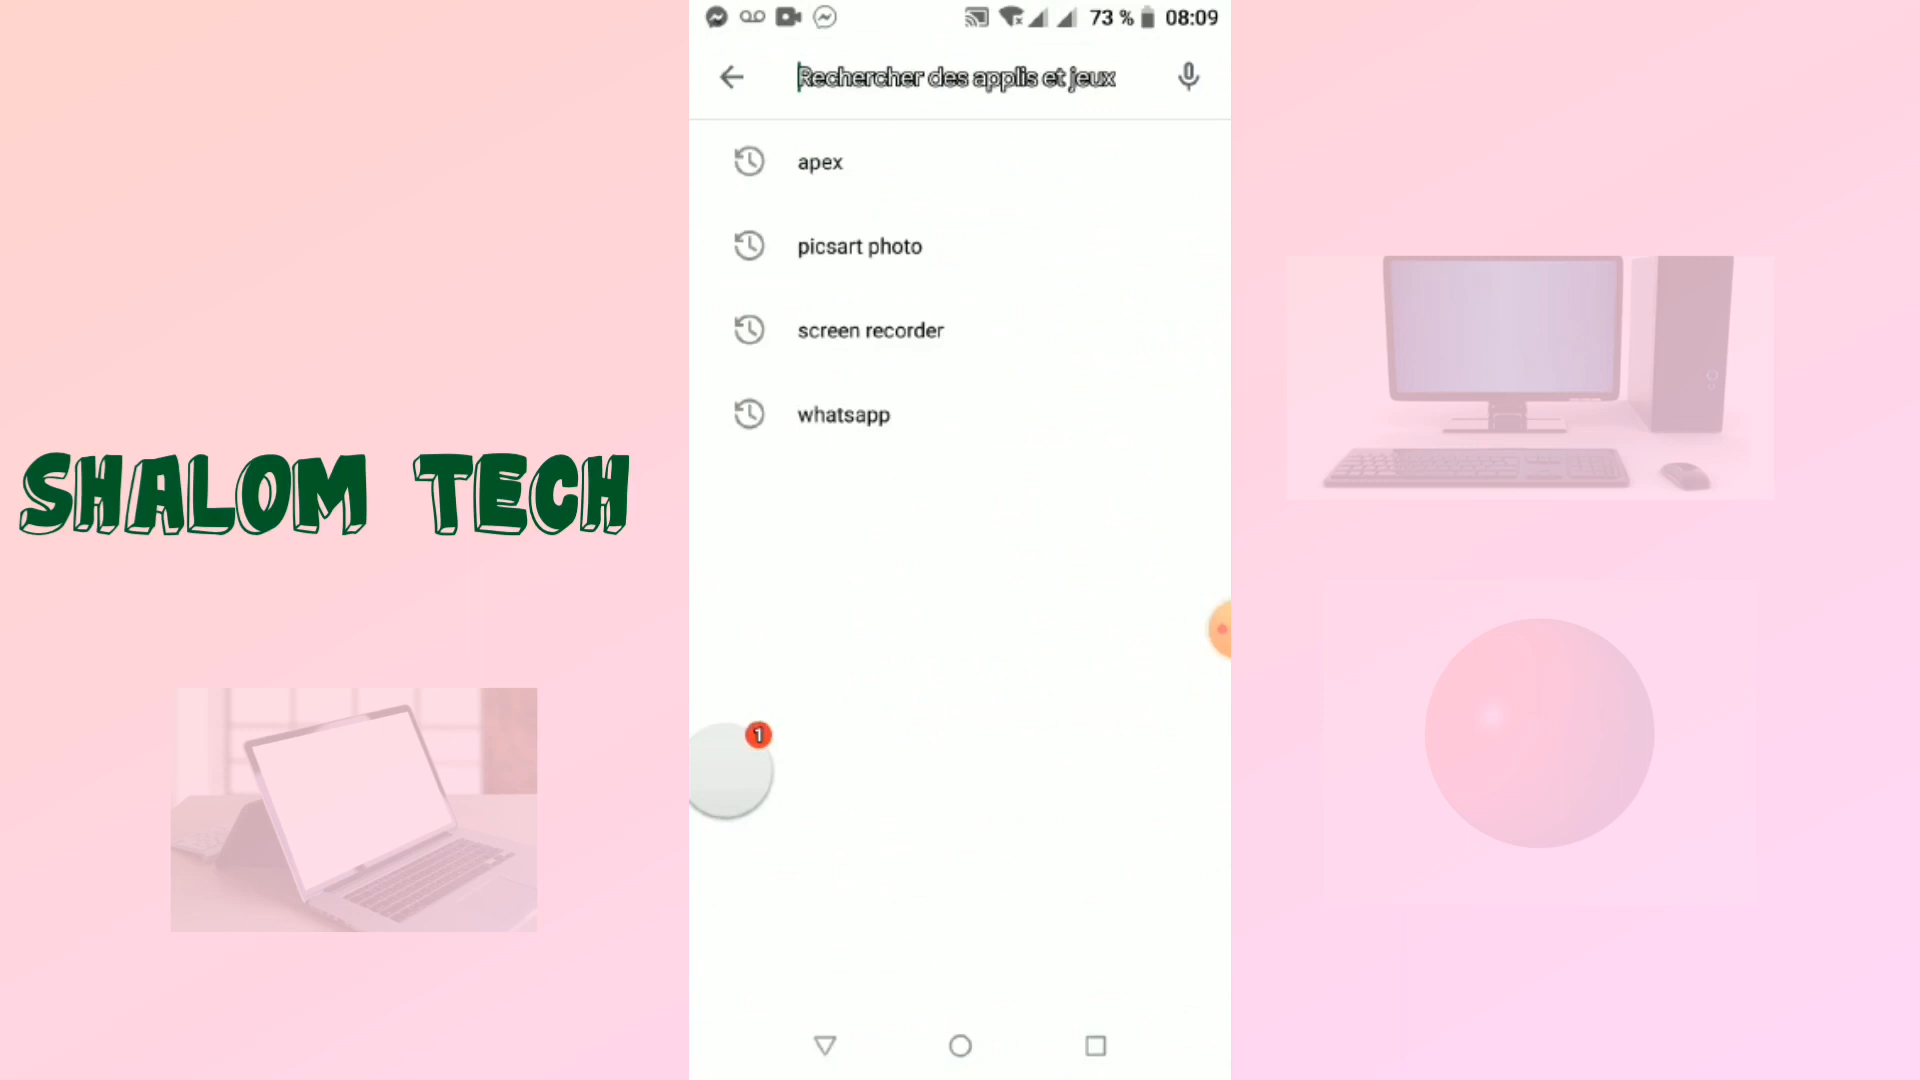 73 % 08:09
Rechercher des applis et jeux
apex
picsart photo
screen recorder
whatsapp
SHALOM TECH
1